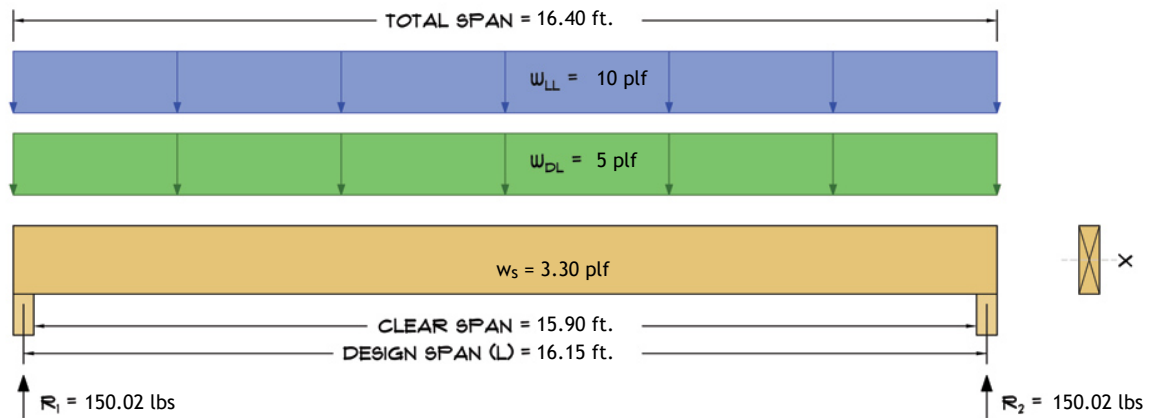 TOTAL SPAN = 16.40 ft.
WLL = 10 plf
WDL = 5 plf
ws = 3.30 plf
X
CLEAR SPAN = 15.90 ft.
DESIGN SPAN (L) = 16.15 ft.
R1 = 150.02 lbs
R2 = 150.02 lbs